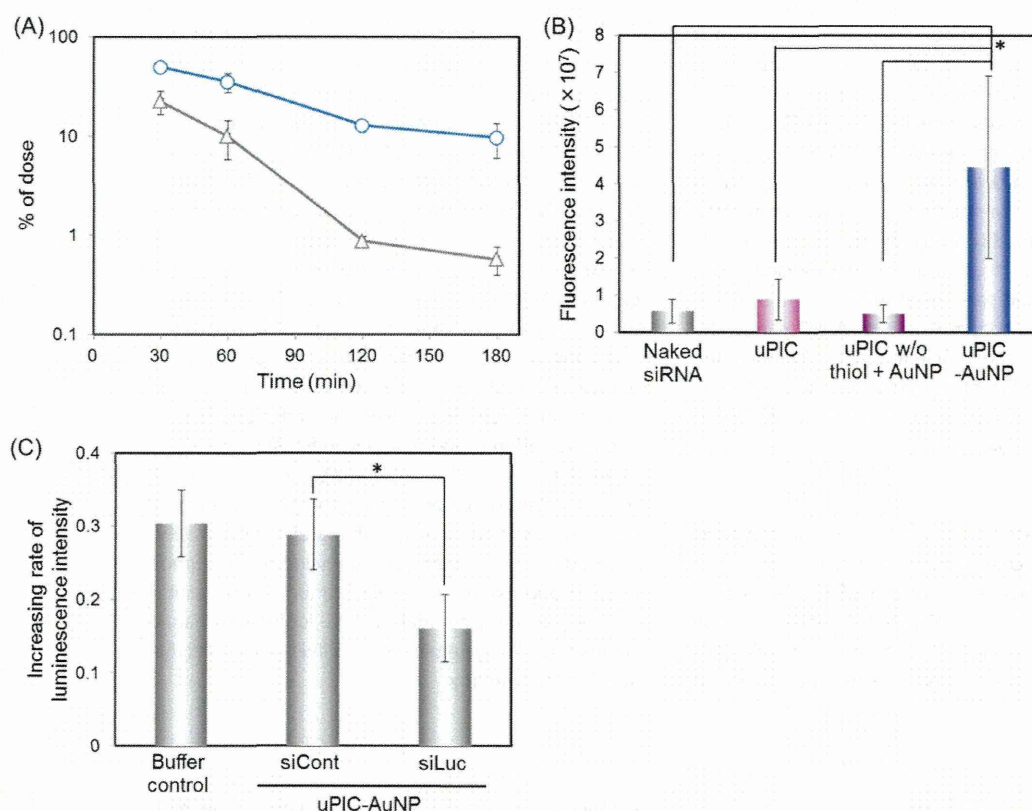 (A)
100
10
1
0.1
% of dose
0 30 60 90 120 150 180
Time (min)
(B)
8
7
6
5
4
3
2
1
0
Fluorescence intensity (× 10⁷)
*
Naked
siRNA
uPIC
uPIC w/o
thiol + AuNP
uPIC
-AuNP
(C)
0.4
0.3
0.2
0.1
0
Increasing rate of
luminescence intensity
*
Buffer
control
siCont
siLuc
uPIC-AuNP